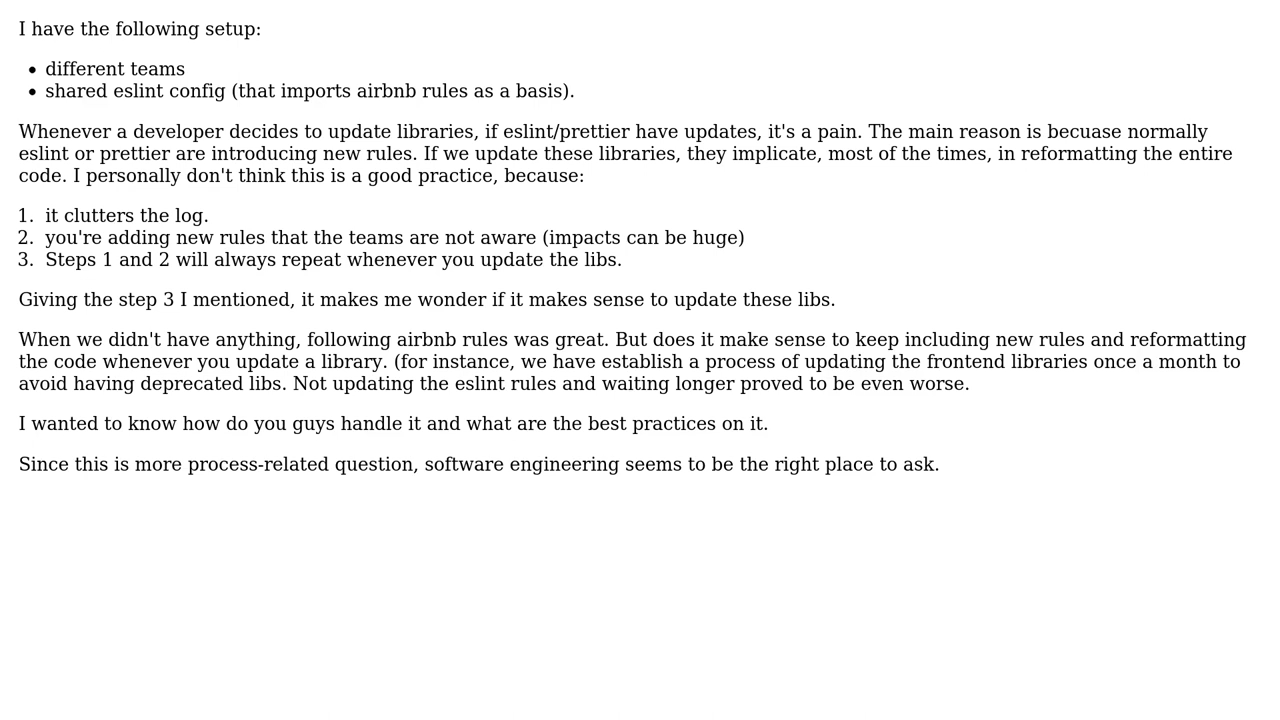 I have the following setup:
• different teams
• shared eslint config (that imports airbnb rules as a basis).
Whenever a developer decides to update libraries, if eslint/prettier have updates, it's a pain. The main reason is becuase normally
eslint or prettier are introducing new rules. If we update these libraries, they implicate, most of the times, in reformatting the entire
code. I personally don't think this is a good practice, because:
1. it clutters the log.
2. you're adding new rules that the teams are not aware (impacts can be huge)
3. Steps 1 and 2 will always repeat whenever you update the libs.
Giving the step 3 I mentioned, it makes me wonder if it makes sense to update these libs.
When we didn't have anything, following airbnb rules was great. But does it make sense to keep including new rules and reformatting
the code whenever you update a library. (for instance, we have establish a process of updating the frontend libraries once a month to
avoid having deprecated libs. Not updating the eslint rules and waiting longer proved to be even worse.
I wanted to know how do you guys handle it and what are the best practices on it.
Since this is more process-related question, software engineering seems to be the right place to ask.